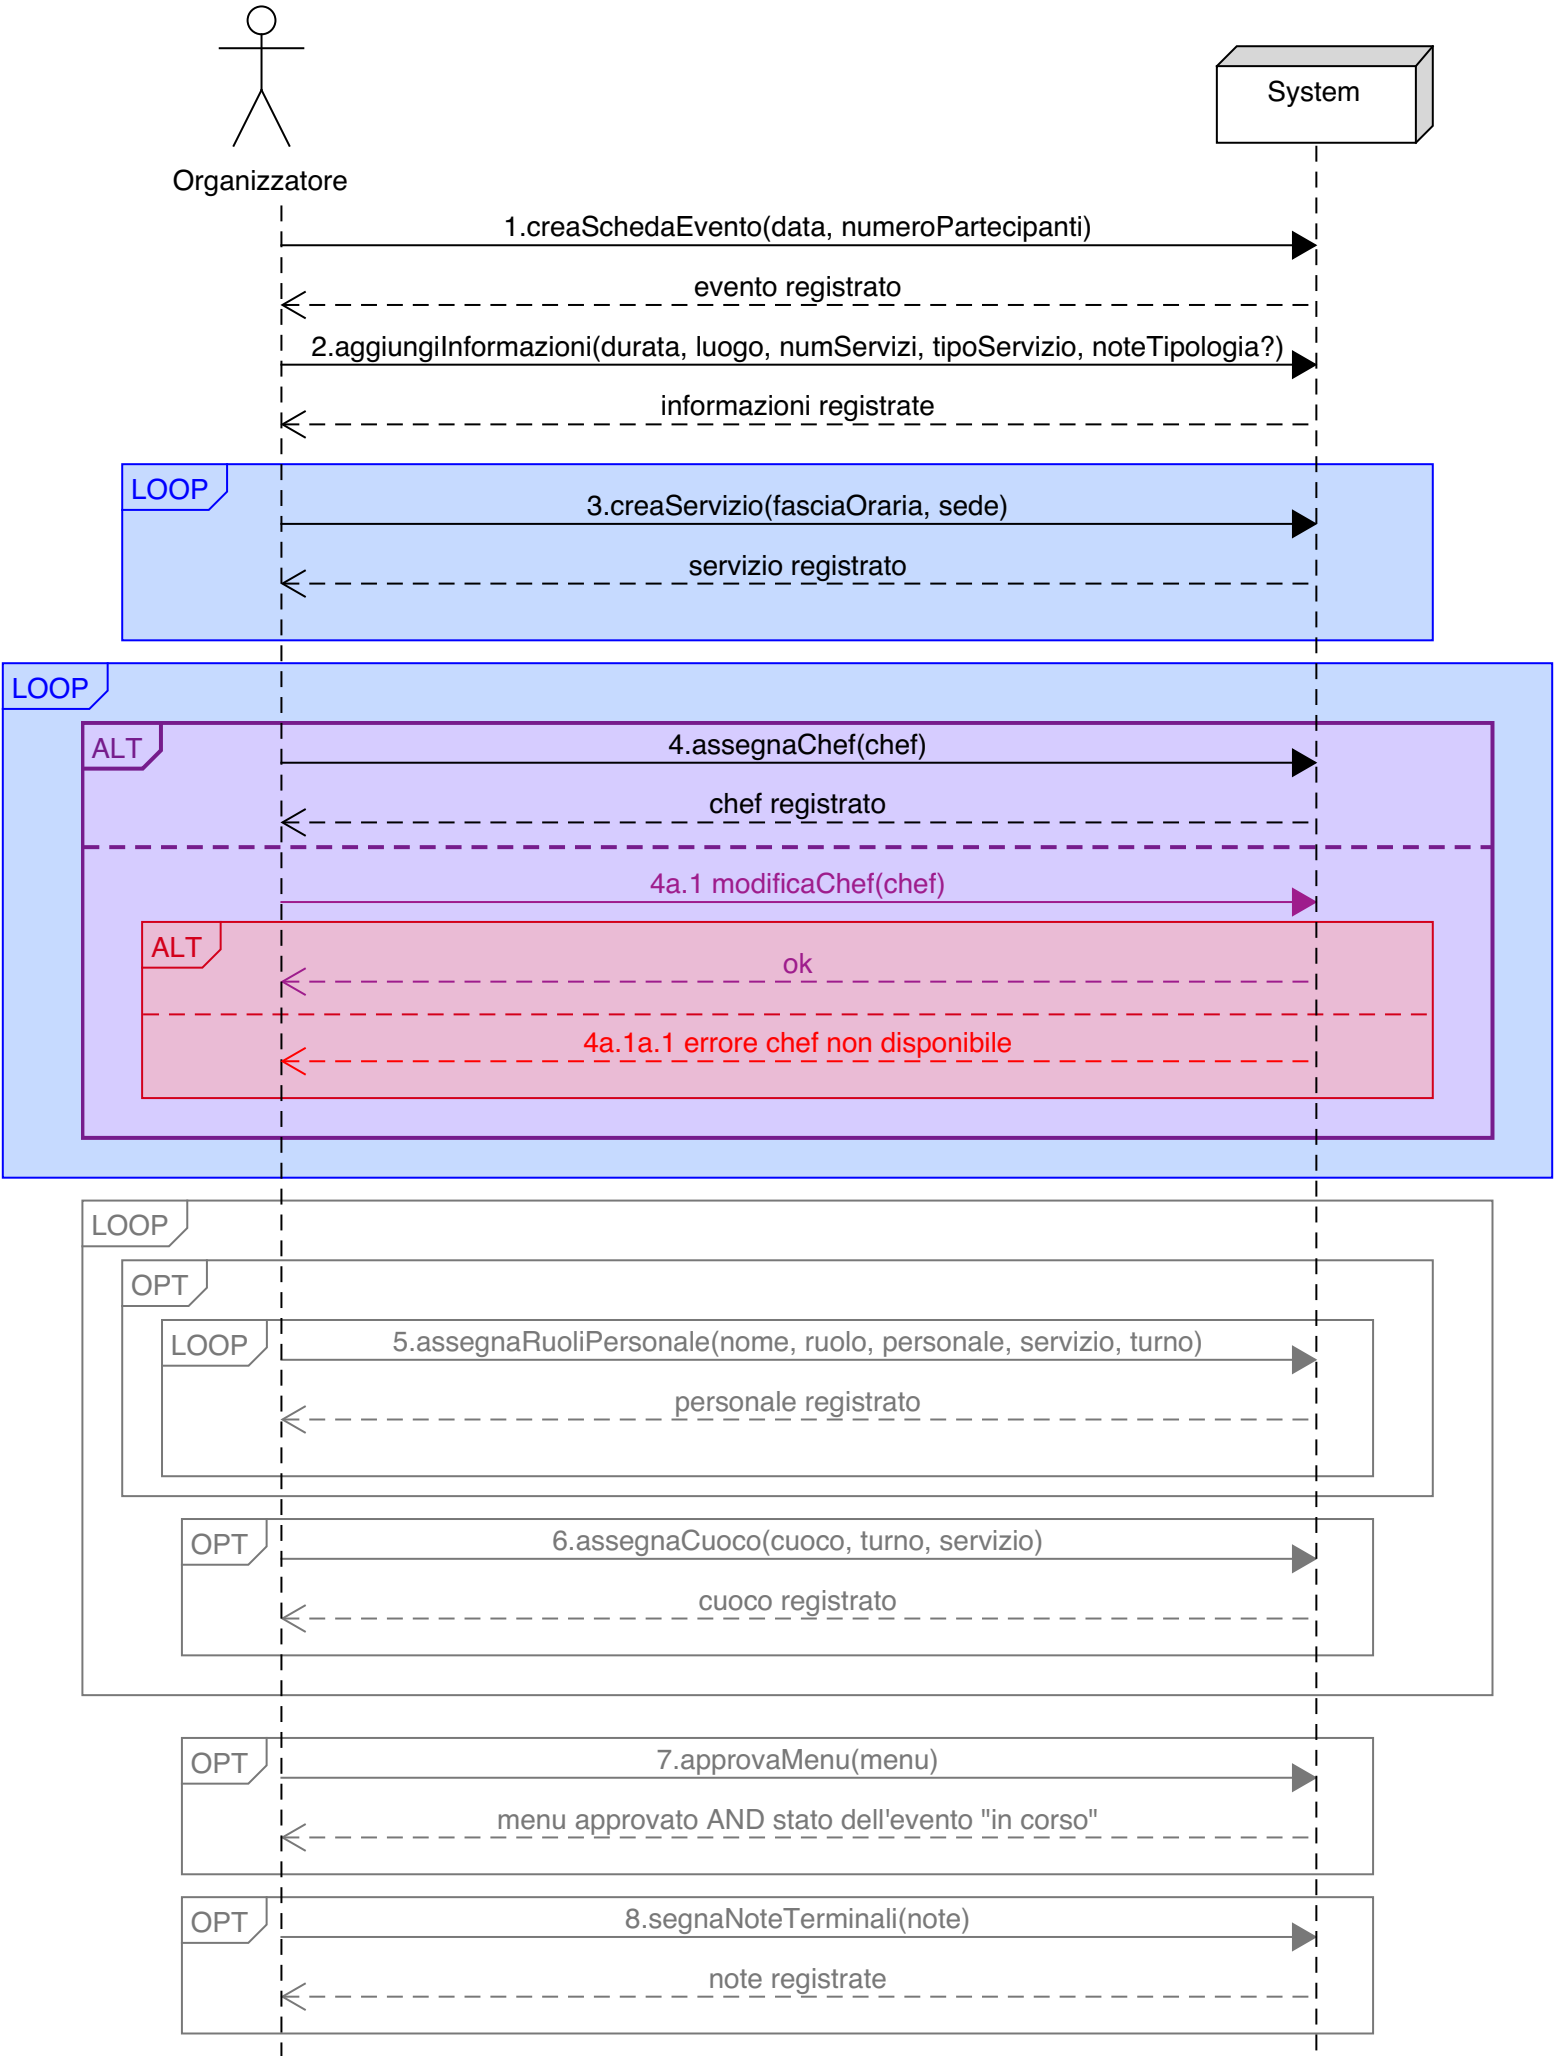 System
Organizzatore
1.creaSchedaEvento(data, numeroPartecipanti)
evento registrato
2.aggiungiInformazioni(durata, luogo, numServizi, tipoServizio, noteTipologia?)
informazioni registrate
LOOP
3.creaServizio(fasciaOraria, sede)
servizio registrato
LOOP
ALT
4.assegnaChef(chef)
chef registrato
4a.1 modificaChef(chef)
ALT
ok
4a.1a.1 errore chef non disponibile
LOOP
OPT
LOOP
5.assegnaRuoliPersonale(nome, ruolo, personale, servizio, turno)
personale registrato
OPT
6.assegnaCuoco(cuoco, turno, servizio)
cuoco registrato
OPT
7.approvaMenu(menu)
menu approvato AND stato dell'evento "in corso"
OPT
8.segnaNoteTerminali(note)
note registrate